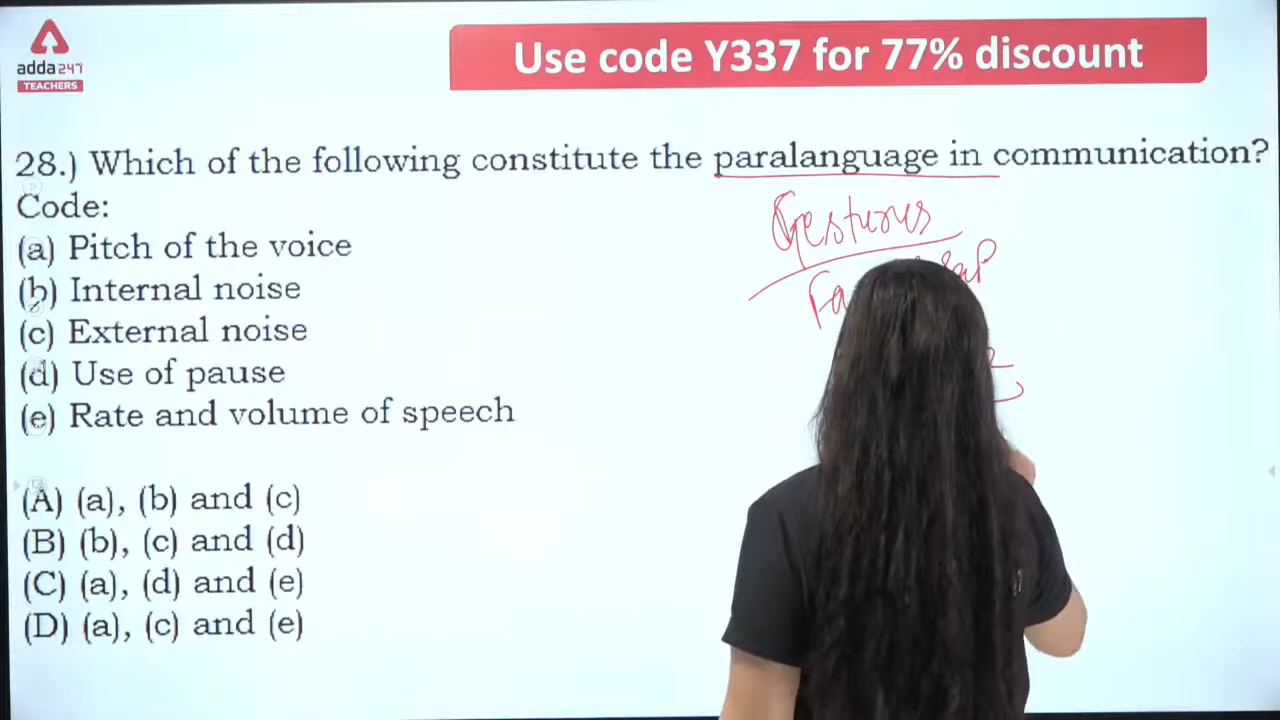 adda247
TEACHERS
Use code Y337 for 77% discount
28.) Which of the following constitute the paralanguage in communication?
Code:
(a) Pitch of the voice
(b) Internal noise
(c) External noise
(d) Use of pause
(e) Rate and volume of speech
(A) (a), (b) and (c)
(B) (b), (c) and (d)
(C) (a), (d) and (e)
(D) (a), (c) and (e)
Gestures